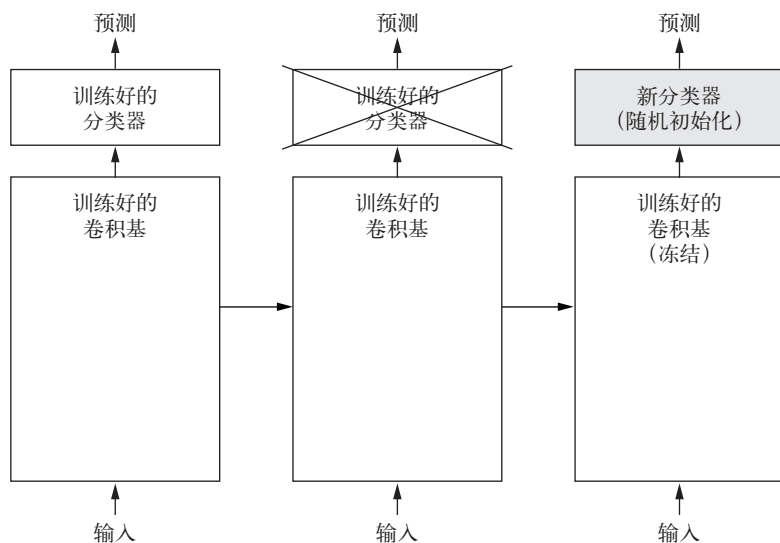 预测
训练好的
分类器
训练好的
卷积基
输入
预测
训练好的
分类器
训练好的
卷积基
输入
预测
新分类器
（随机初始化）
训练好的
卷积基
（冻结）
输入